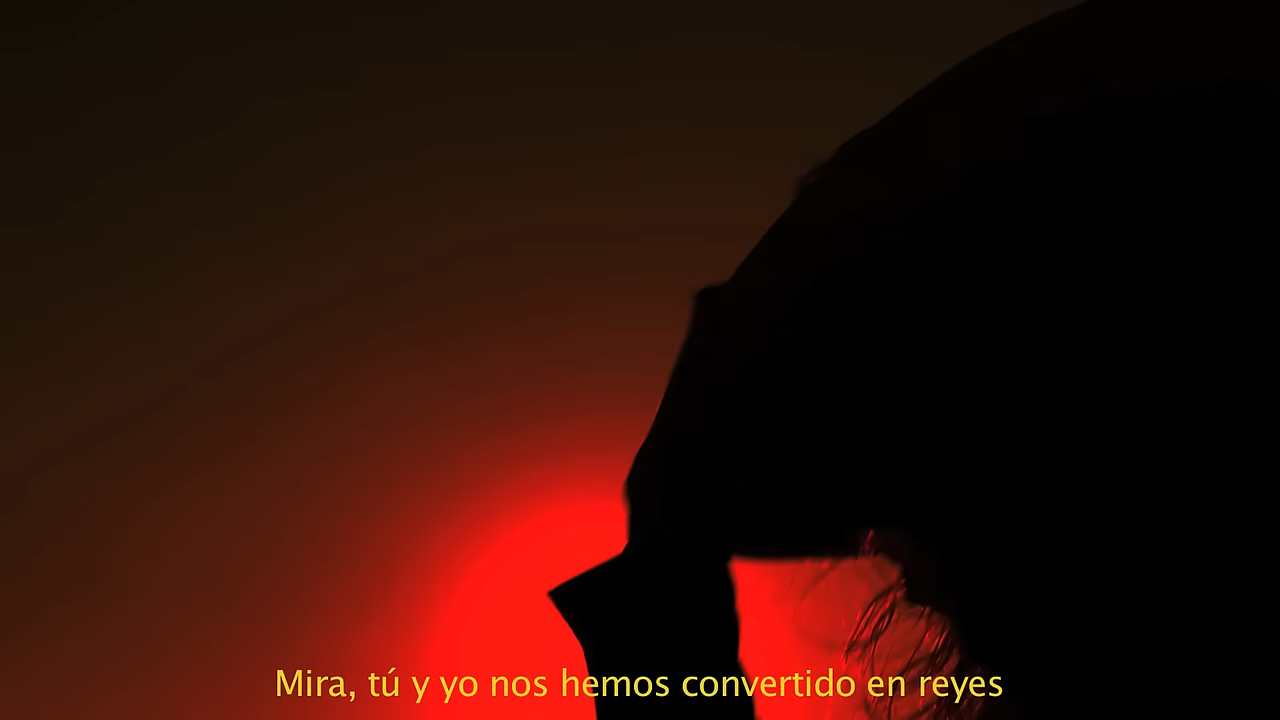 Mira, tú y yo nos hemos convertido en reyes